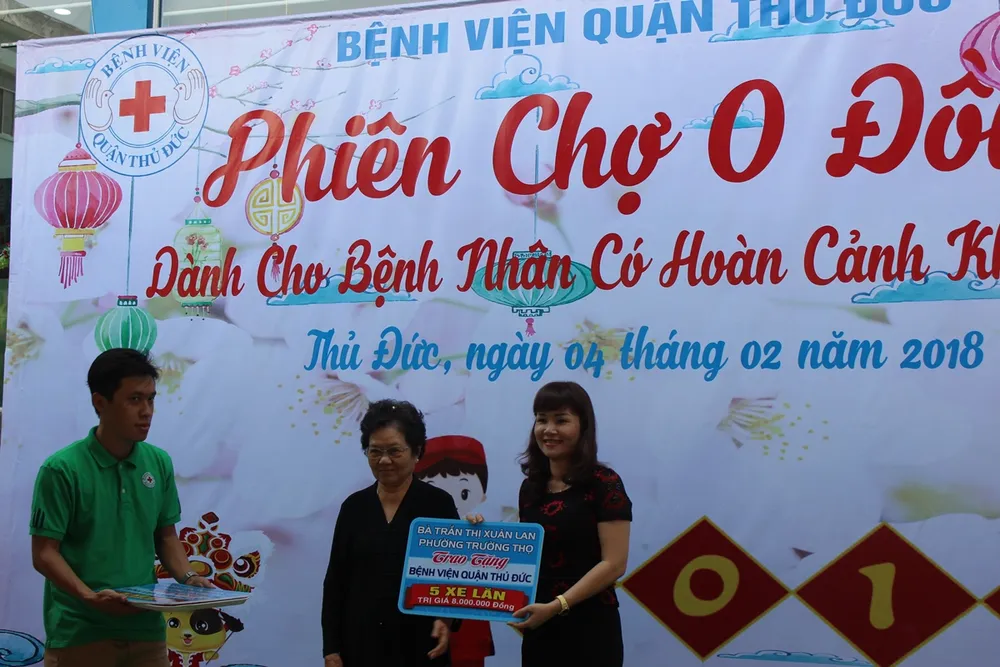 BỆNH VIỆN QUẬN THỦ ĐỨC
BỆNH VIỆN
QUẬN THỦ ĐỨC
Phiên Chợ 0 Đồ
Dành Cho Bệnh Nhân Có Hoàn Cảnh Kh
Thủ Đức, ngày 04 tháng 02 năm 2018
BÀ TRẦN THỊ XUÂN LAN
PHƯỜNG TRƯỜNG THỌ
Trao Tặng
BỆNH VIỆN QUẬN THỦ ĐỨC
5 XE LĂN
TRỊ GIÁ 8.000.000 Đồng
0 1